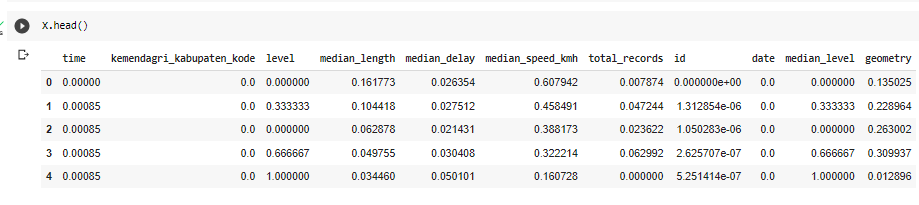 X.head()
time kemendagri_kabupaten_kode level median_length median_delay median_speed_kmh total_records id date median_level geometry
0 0.00000 0.0 0.000000 0.161773 0.026354 0.607942 0.007874 0.000000e+00 0.0 0.000000 0.135025
1 0.00085 0.0 0.333333 0.104418 0.027512 0.458491 0.047244 1.312854e-06 0.0 0.333333 0.228964
2 0.00085 0.0 0.000000 0.062878 0.021431 0.388173 0.023622 1.050283e-06 0.0 0.000000 0.263002
3 0.00085 0.0 0.666667 0.049755 0.030408 0.322214 0.062992 2.625707e-07 0.0 0.666667 0.309937
4 0.00085 0.0 1.000000 0.034460 0.050101 0.160728 0.000000 5.251414e-07 0.0 1.000000 0.012896